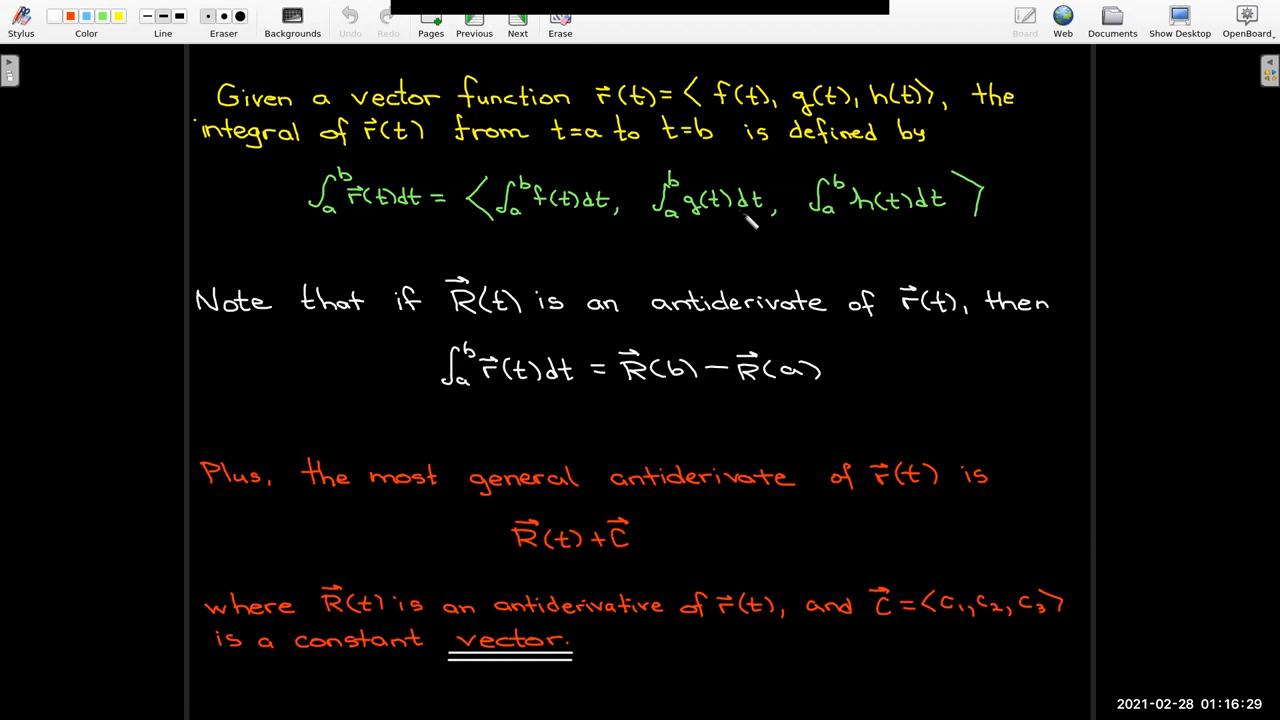 Stylus Color Line Eraser Backgrounds Undo Redo Pages Previous Next Erase Board Web Documents Show Desktop OpenBoard
Given a vector function r⃗(t)=⟨ f(t), g(t), h(t)⟩, the
integral of r⃗(t) from t=a to t=b is defined by
∫ₐᵇ r⃗(t)dt = ⟨ ∫ₐᵇ f(t)dt, ∫ₐᵇ g(t)dt, ∫ₐᵇ h(t)dt ⟩
Note that if R⃗(t) is an antiderivate of r⃗(t), then
∫ₐᵇ r⃗(t)dt = R⃗(b) − R⃗(a)
Plus, the most general antiderivate of r⃗(t) is
R⃗(t) + C⃗
where R⃗(t) is an antiderivative of r⃗(t), and C⃗ = ⟨C₁, C₂, C₃⟩
is a constant vector.
2021-02-28 01:16:29